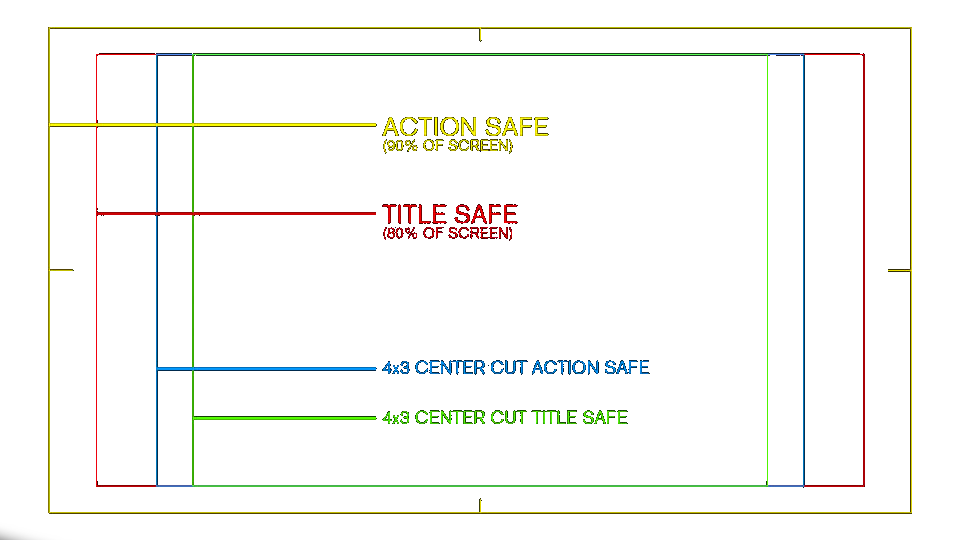 ACTION SAFE
(90% OF SCREEN)
TITLE SAFE
(80% OF SCREEN)
4x3 CENTER CUT ACTION SAFE
4x3 CENTER CUT TITLE SAFE